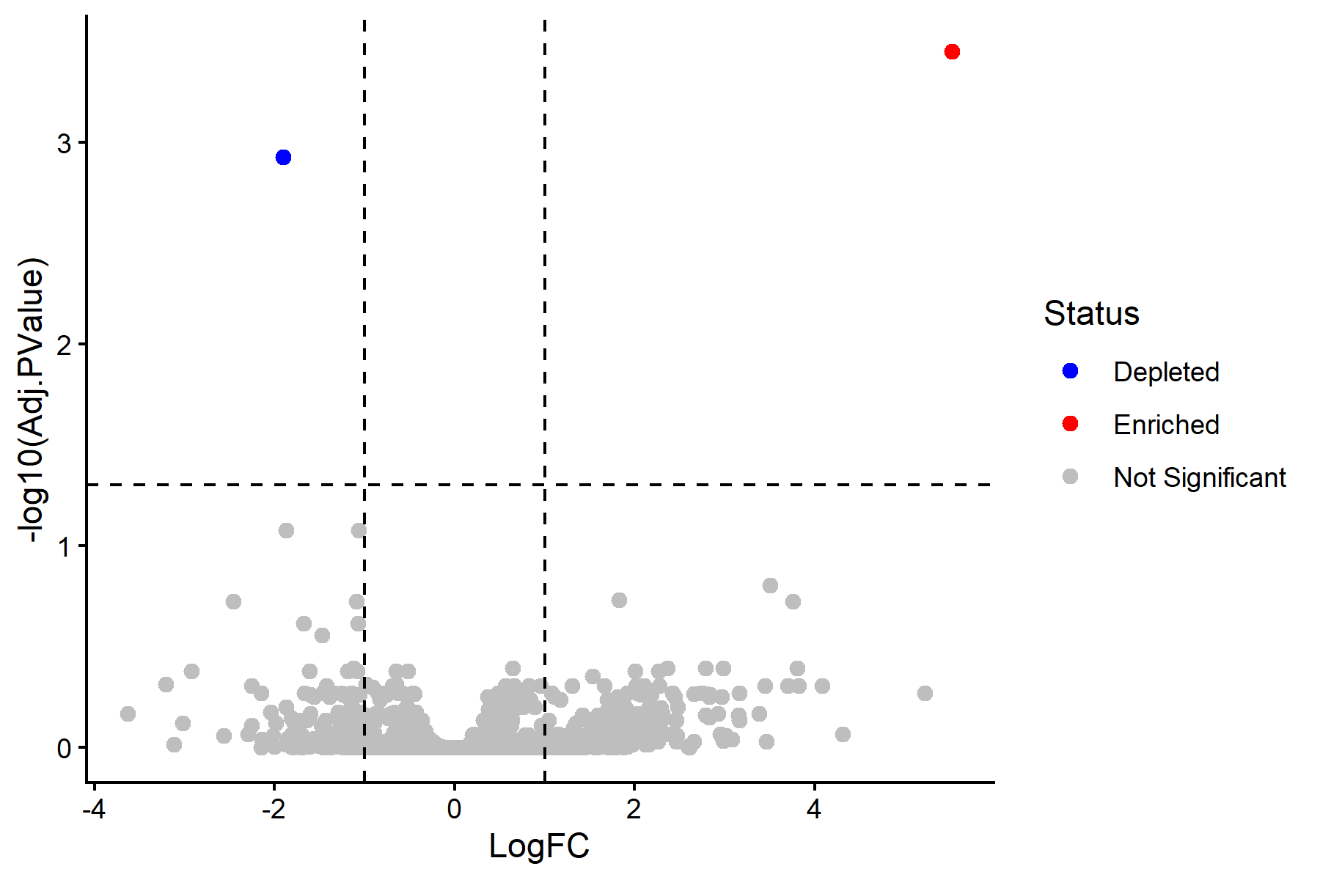 -log10(Adj.PValue)
3
2
1
0
-4
-2
0
2
4
LogFC
Status
Depleted
Enriched
Not Significant